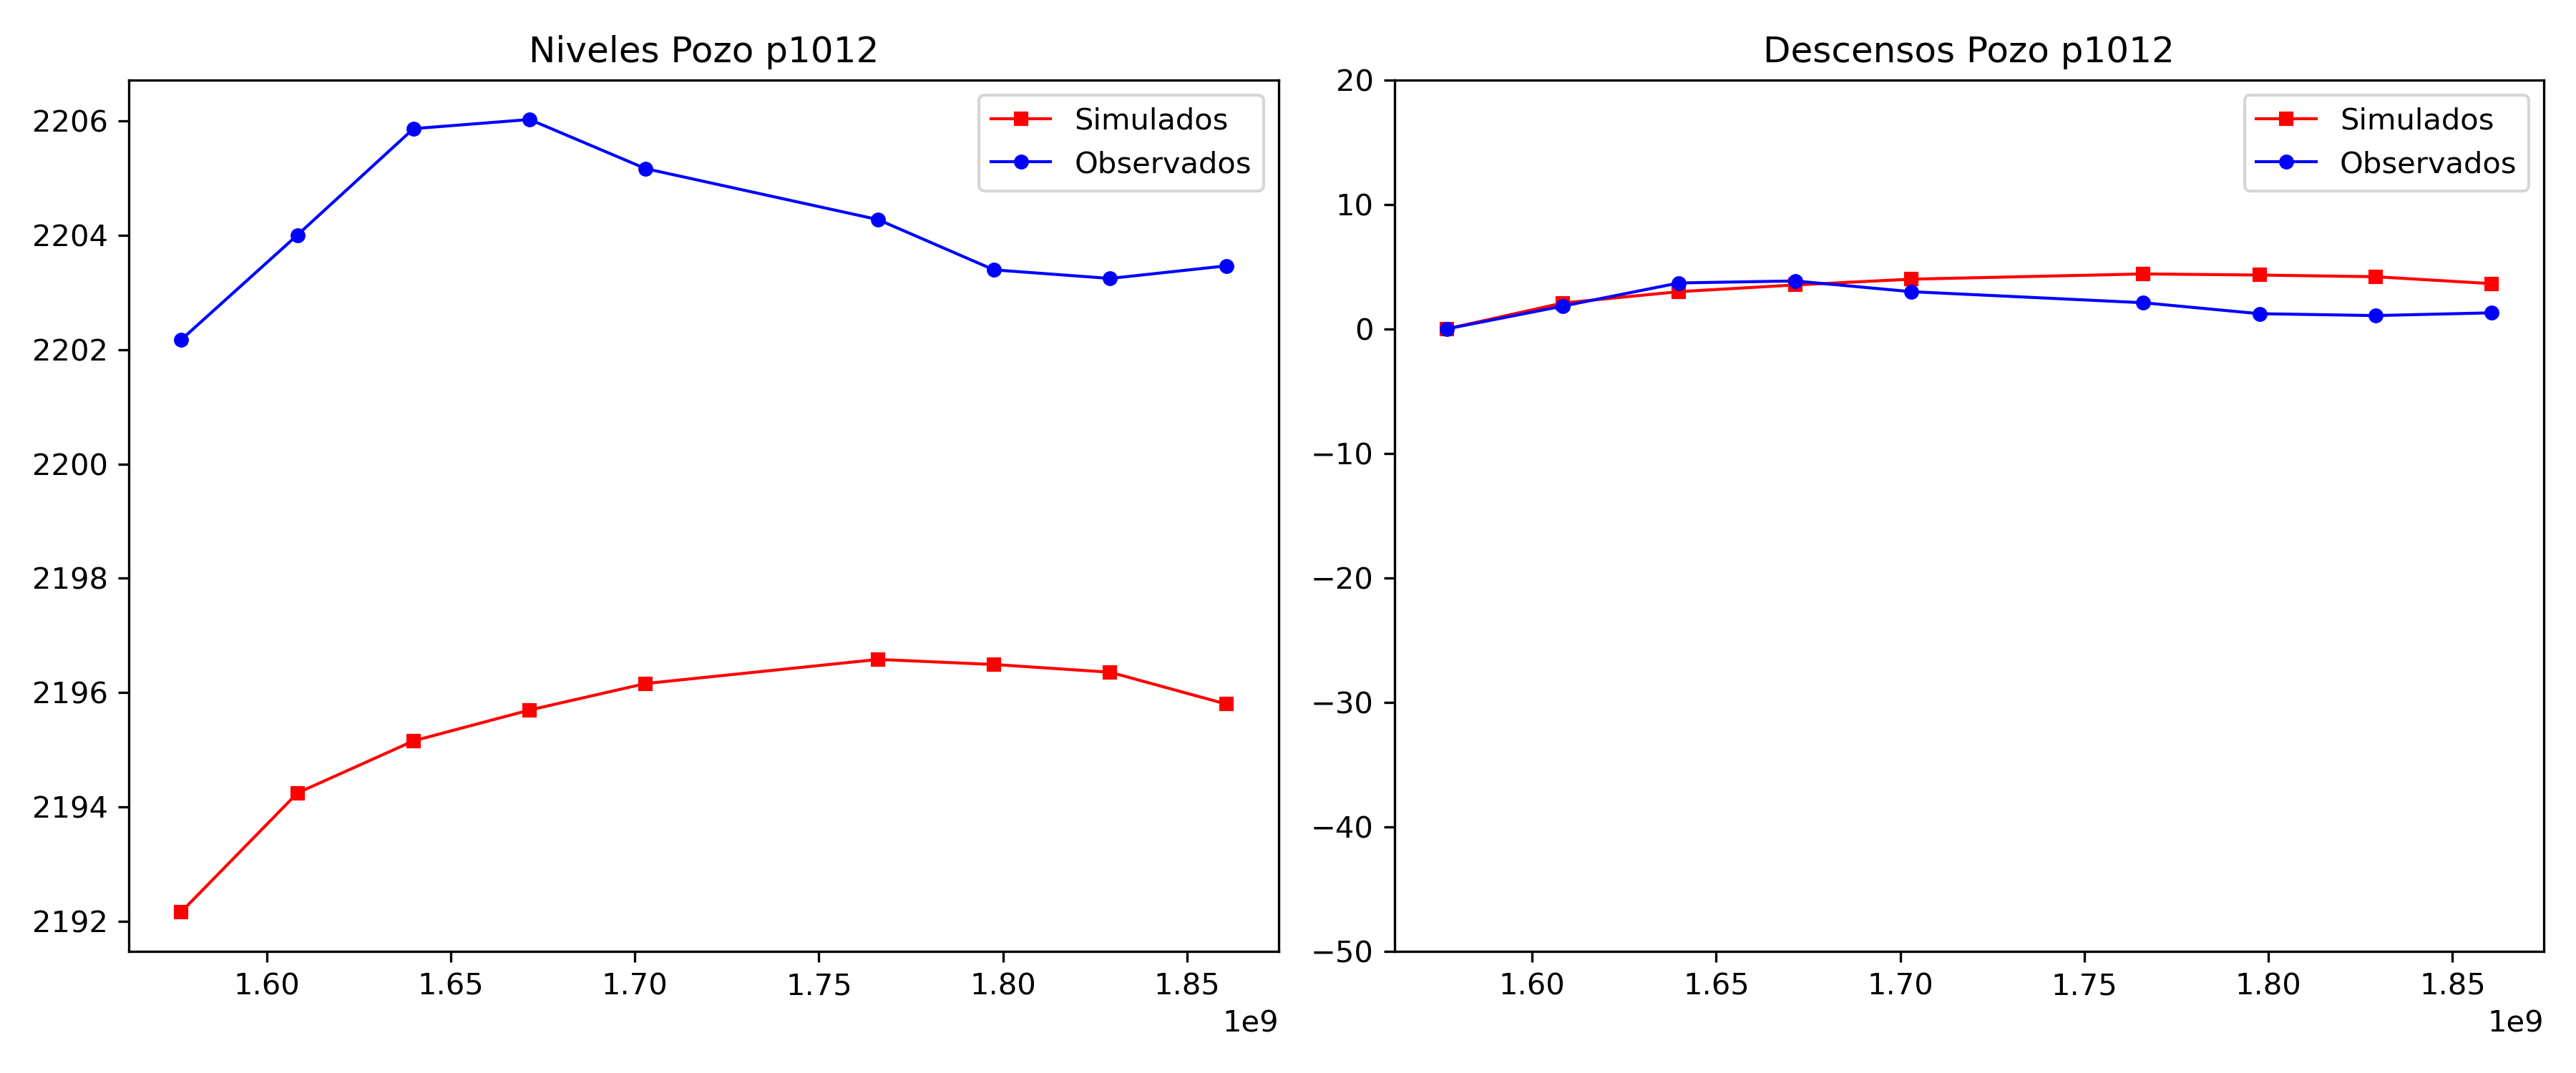 Niveles Pozo p1012
2206
2204
2202
2200
2198
2196
2194
2192
1.60 1.65 1.70 1.75 1.80 1.85
1e9
Simulados
Observados
Descensos Pozo p1012
20
10
0
−10
−20
−30
−40
−50
1.60 1.65 1.70 1.75 1.80 1.85
1e9
Simulados
Observados